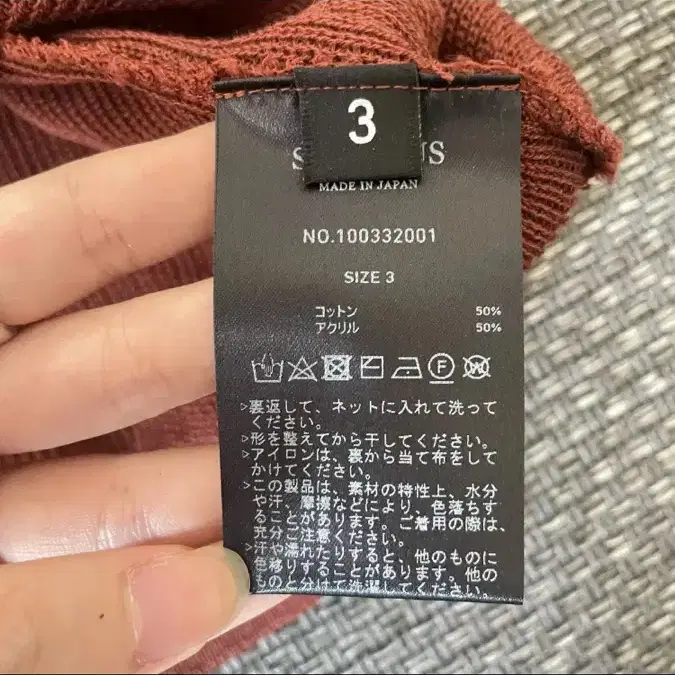 3
MADE IN JAPAN
NO.100332001
SIZE 3
コットン 50%
アクリル 50%
F
W
>裏返して、ネットに入れて洗って
ください。
>形を整えてから干してください。
>アイロンは、裏から当て布をして
かけてください。
>この製品は、素材の特性上、水分
や汗、摩擦などにより、色落ちす
ることがあります。ご着用の際は、
充分ご注意ください。
>汗や濡れたりすると、他のものに
色移りすることがあります。他の
ものと分けて洗濯してください。